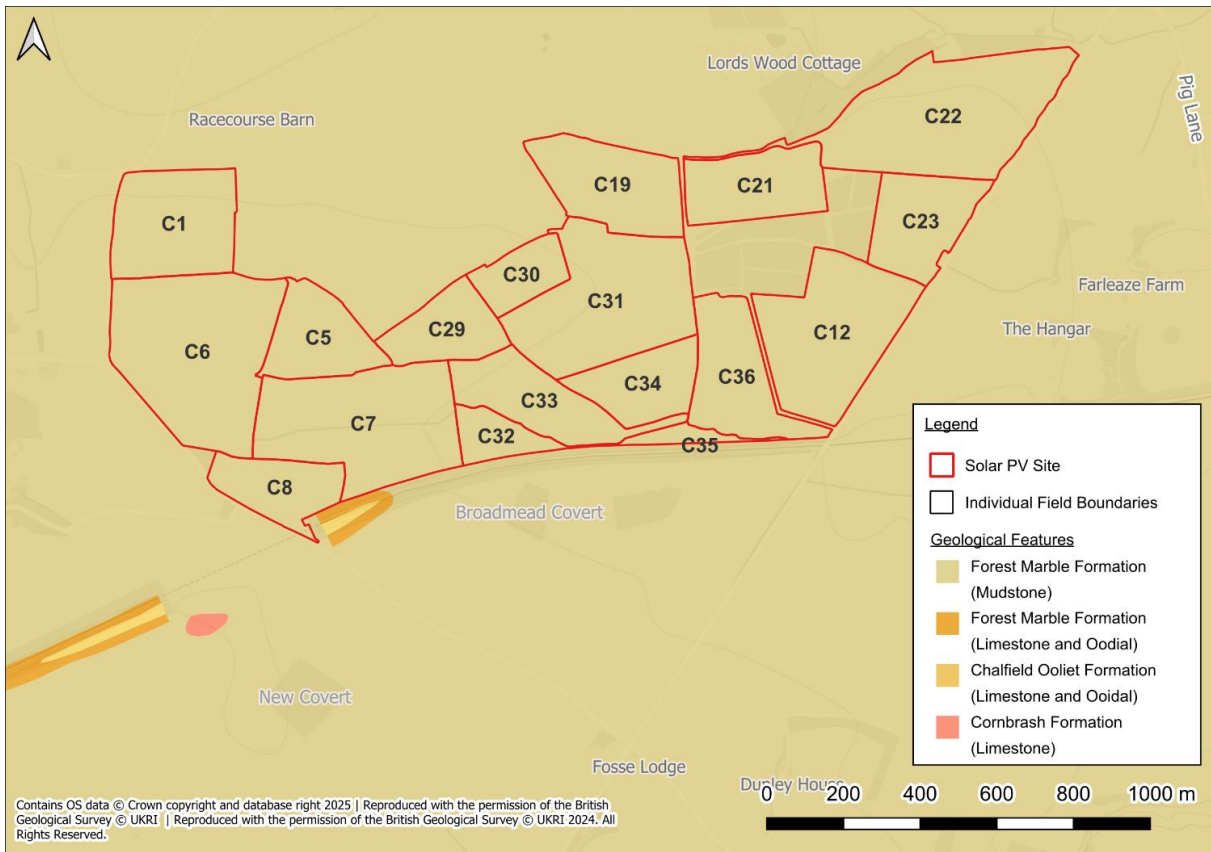 Lords Wood Cottage
Pig Lane
Racecourse Barn
C22
C19
C21
C1
C23
C30
Farleaze Farm
C31
C29
The Hangar
C5
C12
C6
C36
C34
C33
C7
C32
C35
C8
Broadmead Covert
New Covert
Fosse Lodge
Dunley House
Legend
Solar PV Site
Individual Field Boundaries
Geological Features
Forest Marble Formation
(Mudstone)
Forest Marble Formation
(Limestone and Oodial)
Chalfield Ooliet Formation
(Limestone and Ooidal)
Cornbrash Formation
(Limestone)
0 200 400 600 800 1000 m
Contains OS data © Crown copyright and database right 2025 | Reproduced with the permission of the British
Geological Survey © UKRI | Reproduced with the permission of the British Geological Survey © UKRI 2024. All
Rights Reserved.